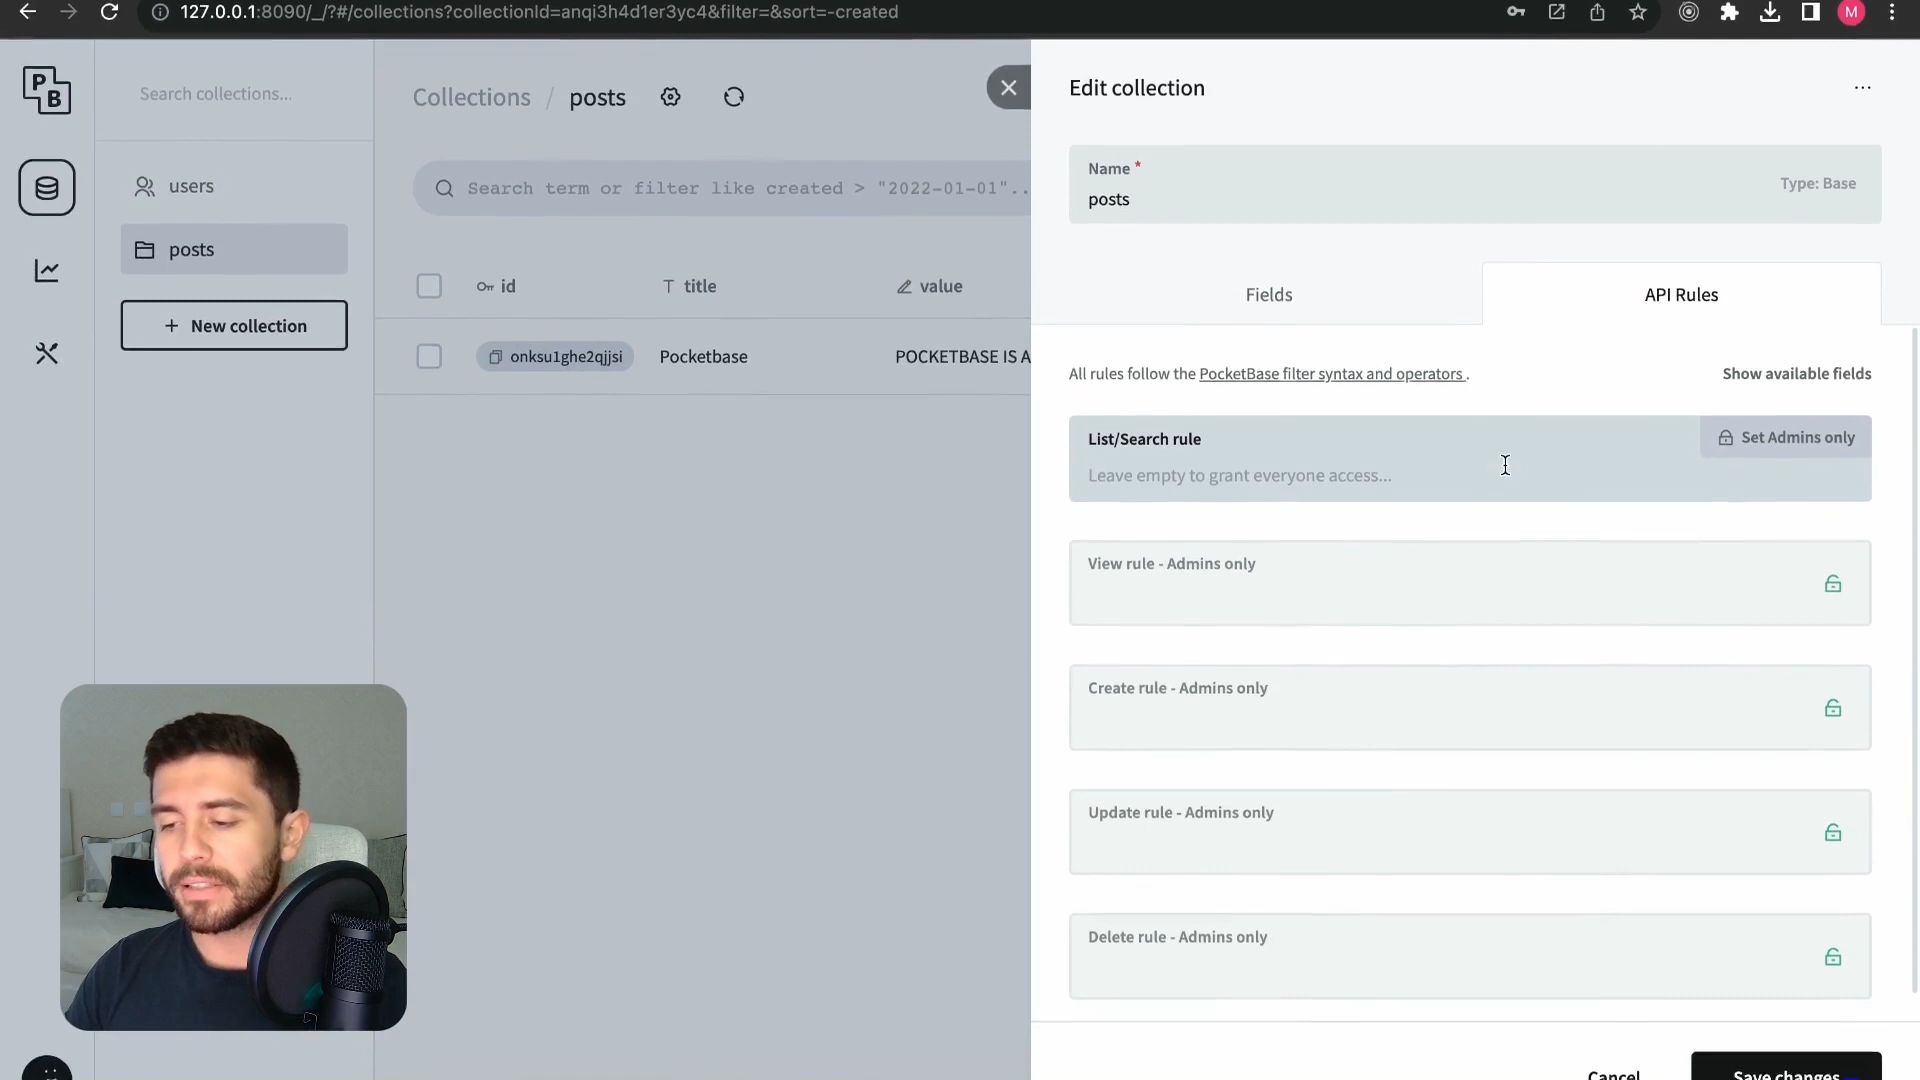 127.0.0.1:8090/_/?#/collections?collectionId=anqi3h4d1er3yc4&filter=&sort=-created
M
P
B
Search collections...
users
posts
+ New collection
Collections / posts
Search term or filter like created > "2022-01-01"..
id
title
value
onksu1ghe2qjjsi
Pocketbase
POCKETBASE IS A
Edit collection
Name *
posts
Type: Base
Fields
API Rules
All rules follow the PocketBase filter syntax and operators .
Show available fields
List/Search rule
Set Admins only
Leave empty to grant everyone access...
View rule - Admins only
Create rule - Admins only
Update rule - Admins only
Delete rule - Admins only
Cancel
Save changes